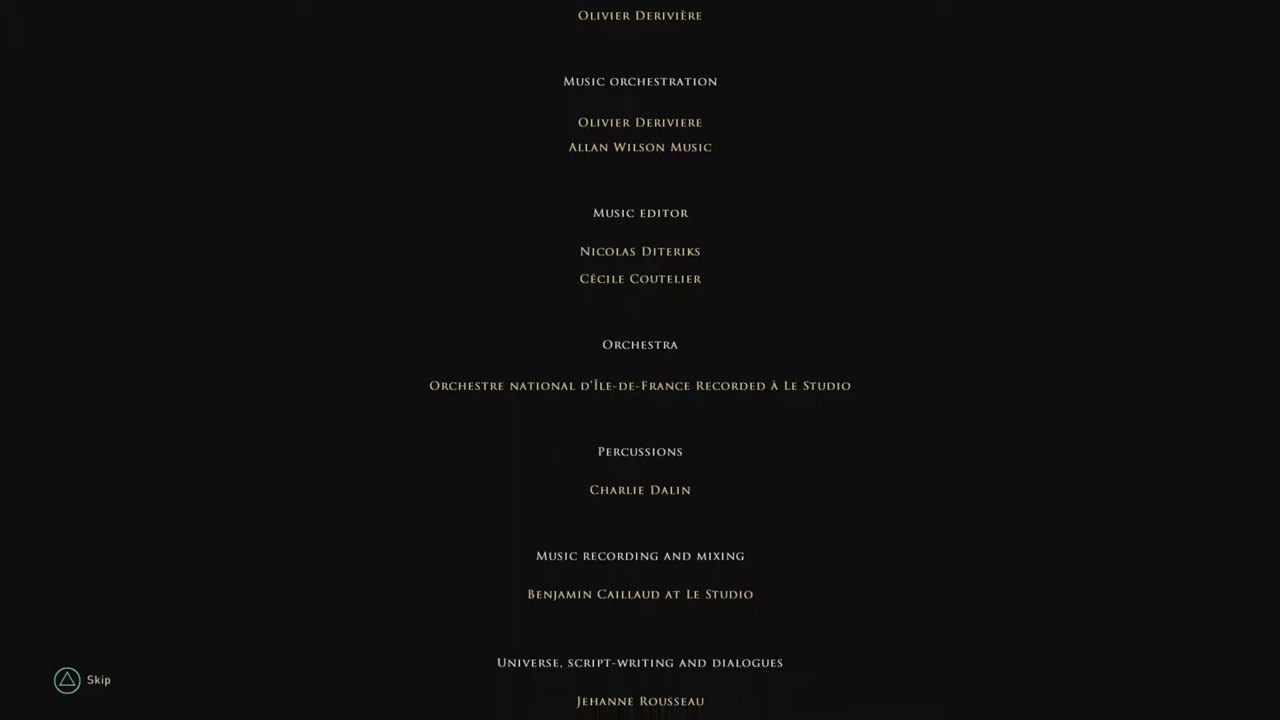 Olivier Derivière
Music orchestration
Olivier Deriviere
Allan Wilson Music
Music editor
Nicolas Diteriks
Cécile Coutelier
Orchestra
Orchestre national d'Île-de-France Recorded à Le Studio
Percussions
Charlie Dalin
Music recording and mixing
Benjamin Caillaud at Le Studio
Universe, script-writing and dialogues
Skip
Jehanne Rousseau